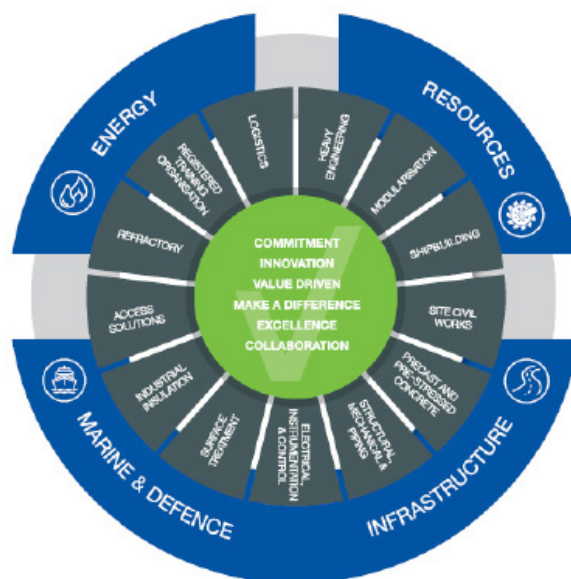 ENERGY
RESOURCES
INFRASTRUCTURE
MARINE & DEFENCE
LOGISTICS
HEAVY
ENGINEERING
MODULARISATION
SHIPBUILDING
SITE CIVIL
WORKS
PRECAST AND
PRE-STRESSED
CONCRETE
STRUCTURAL
MECHANICAL &
PIPING
ELECTRICAL,
INSTRUMENTATION
& CONTROL
SURFACE
TREATMENT
INDUSTRIAL
INSULATION
ACCESS
SOLUTIONS
REFRACTORY
REGISTERED
TRAINING
ORGANISATION
COMMITMENT
INNOVATION
VALUE DRIVEN
MAKE A DIFFERENCE
EXCELLENCE
COLLABORATION